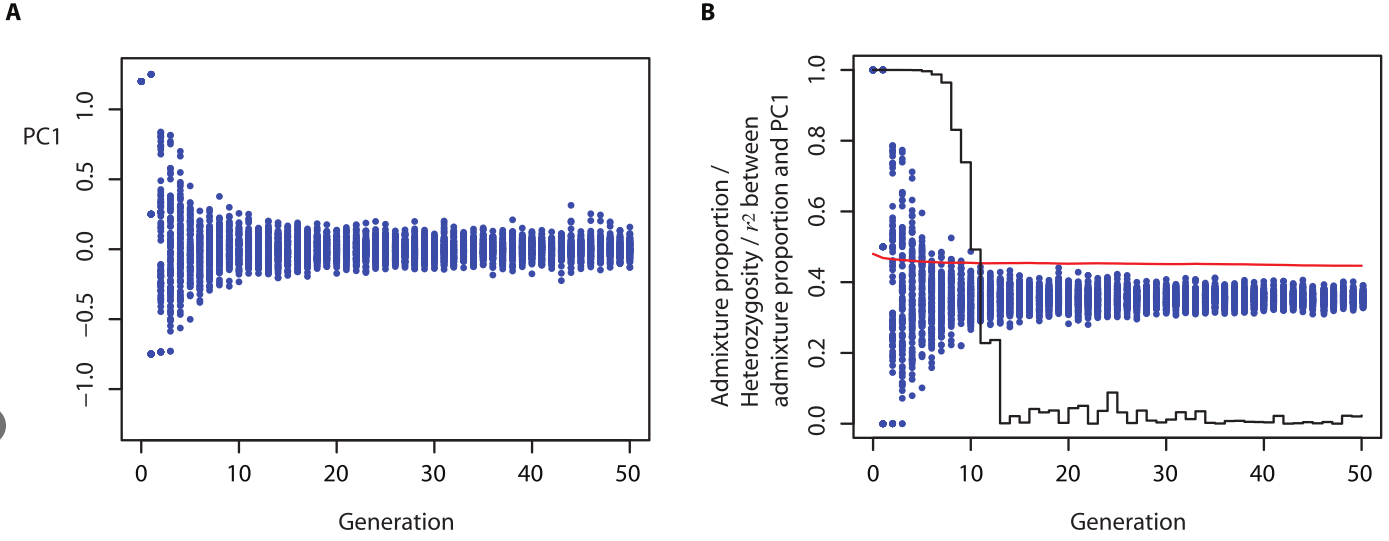 A
PC1
1.0
0.5
0.0
−0.5
−1.0
0 10 20 30 40 50
Generation
B
Admixture proportion /
Heterozygosity / r² between
admixture proportion and PC1
1.0
0.8
0.6
0.4
0.2
0.0
0 10 20 30 40 50
Generation